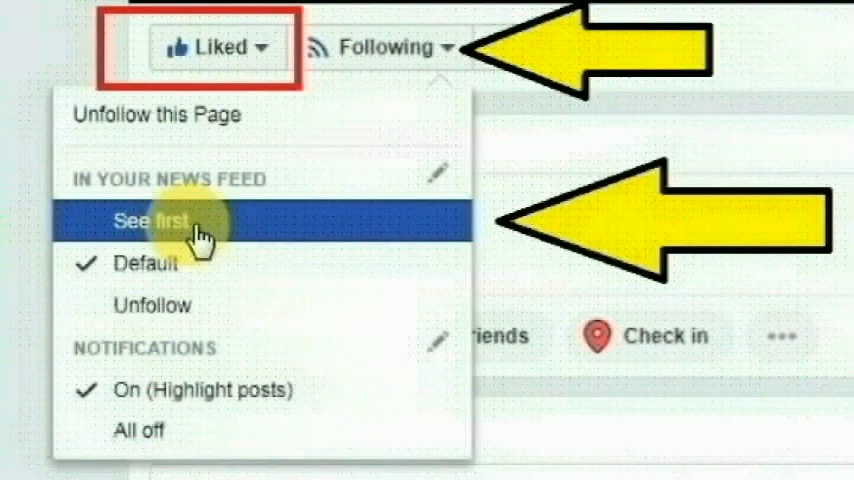 Liked Following
Unfollow this Page
IN YOUR NEWS FEED
See first
Default
Unfollow
riends Check in
NOTIFICATIONS
On (Highlight posts)
All off